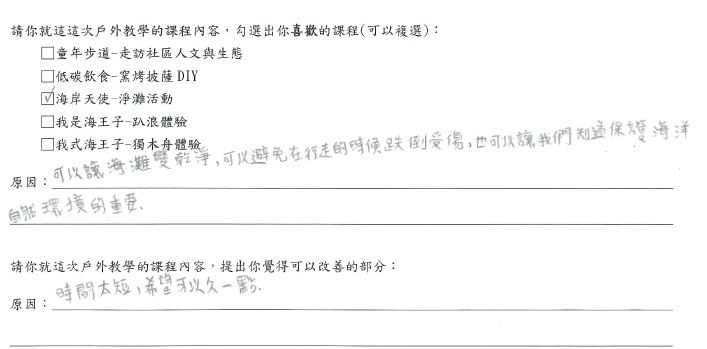 請你就這這次戶外教學的課程內容，勾選出你喜歡的課程(可以複選)：
□童年步道-走訪社區人文與生態
□低碳飲食-窯烤披薩 DIY
☑海岸天使-淨灘活動
□我是海王子-趴浪體驗
□我式海王子-獨木舟體驗
原因：可以讓海灘變乾淨，可以避免在行走的時候跌倒受傷，也可以讓我們知道保護海洋
自然環境的重要.
請你就這次戶外教學的課程內容，提出你覺得可以改善的部分：
原因：時間太短，希望可以久一點.